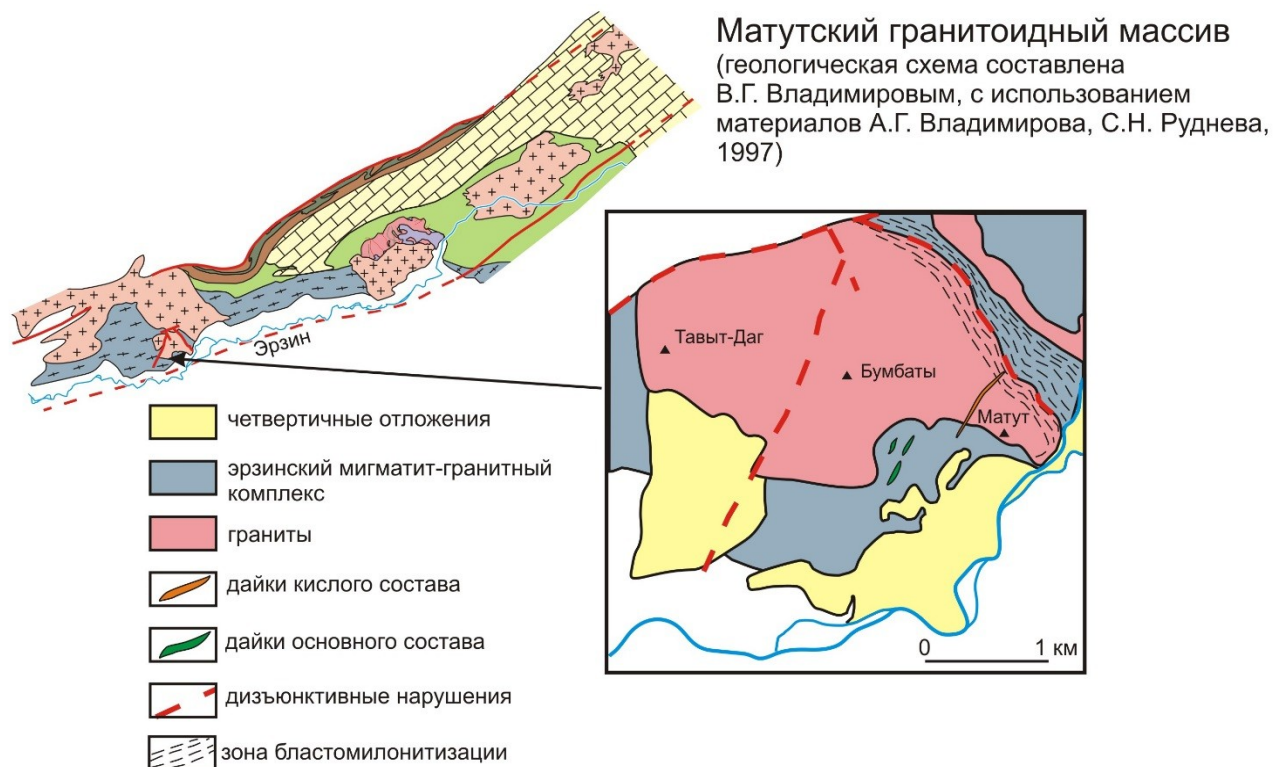 Матутский гранитоидный массив
(геологическая схема составлена
В.Г. Владимировым, с использованием
материалов А.Г. Владимирова, С.Н. Руднева,
1997)
Эрзин
Тавыт-Даг
Бумбаты
Матут
0 1 км
четвертичные отложения
эрзинский мигматит-гранитный
комплекс
граниты
дайки кислого состава
дайки основного состава
дизъюнктивные нарушения
зона бластомилонитизации